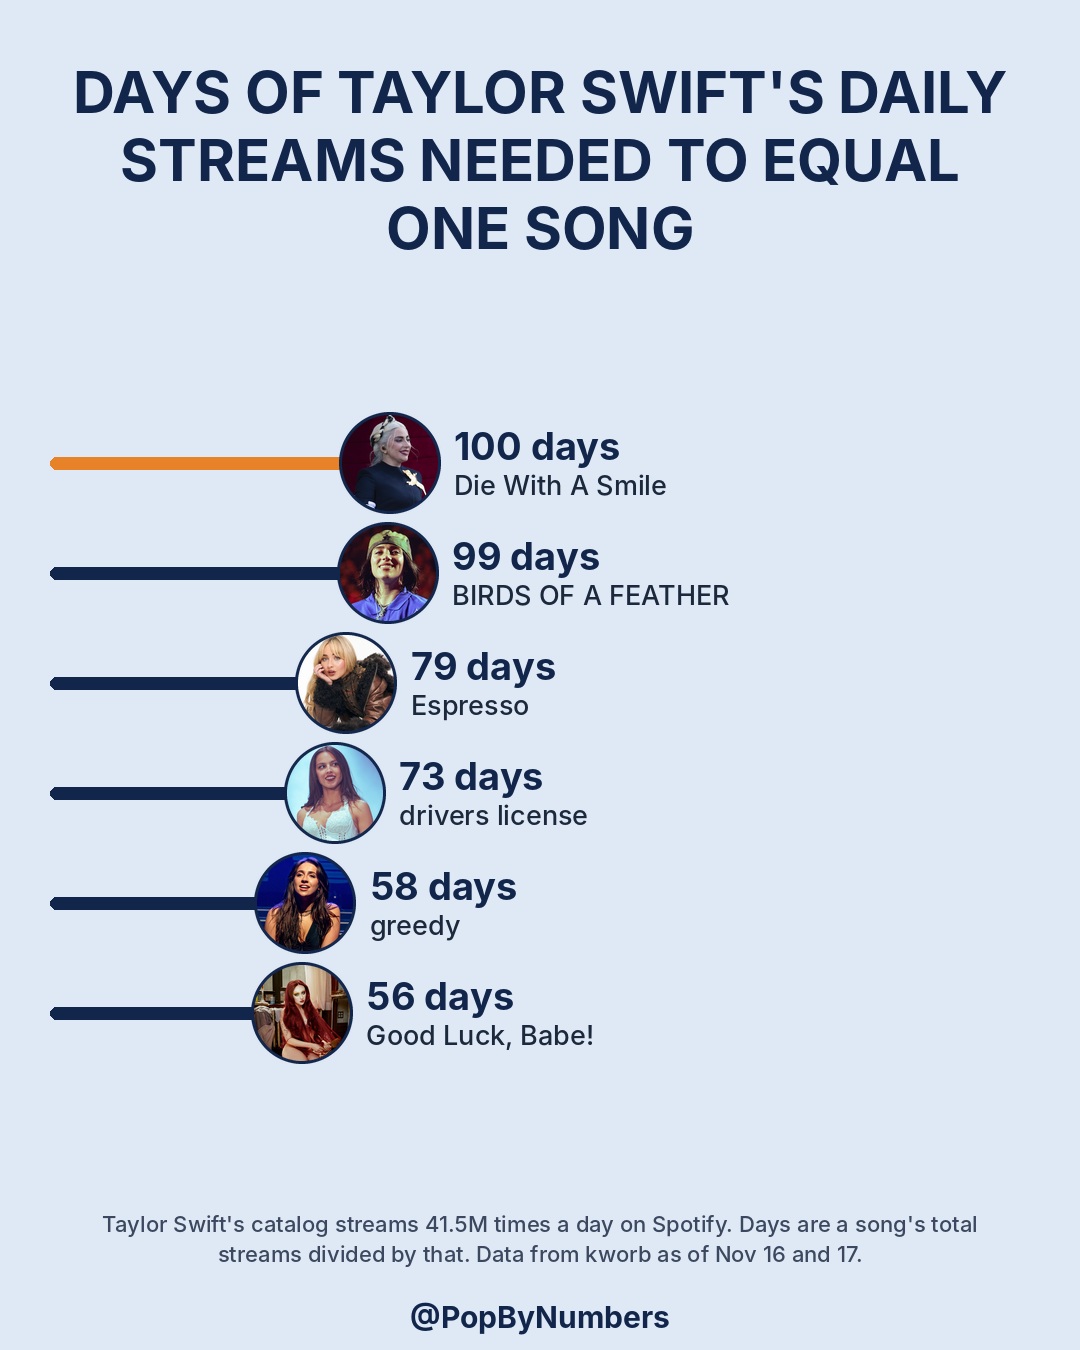 DAYS OF TAYLOR SWIFT'S DAILY
STREAMS NEEDED TO EQUAL
ONE SONG
100 days
Die With A Smile
99 days
BIRDS OF A FEATHER
79 days
Espresso
73 days
drivers license
58 days
greedy
56 days
Good Luck, Babe!
Taylor Swift's catalog streams 41.5M times a day on Spotify. Days are a song's total
streams divided by that. Data from kworb as of Nov 16 and 17.
@PopByNumbers